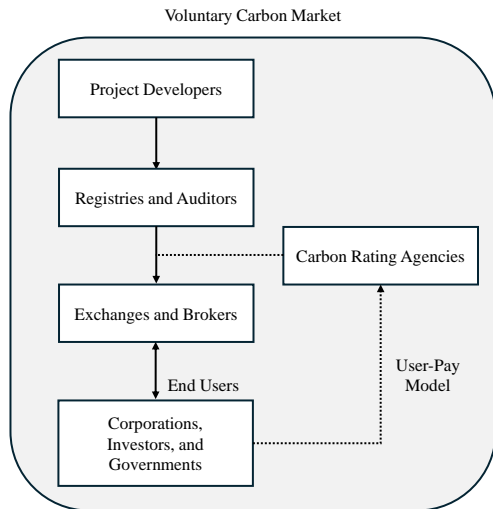 Voluntary Carbon Market
Project Developers
Registries and Auditors
Carbon Rating Agencies
Exchanges and Brokers
End Users
User-Pay
Model
Corporations,
Investors, and
Governments